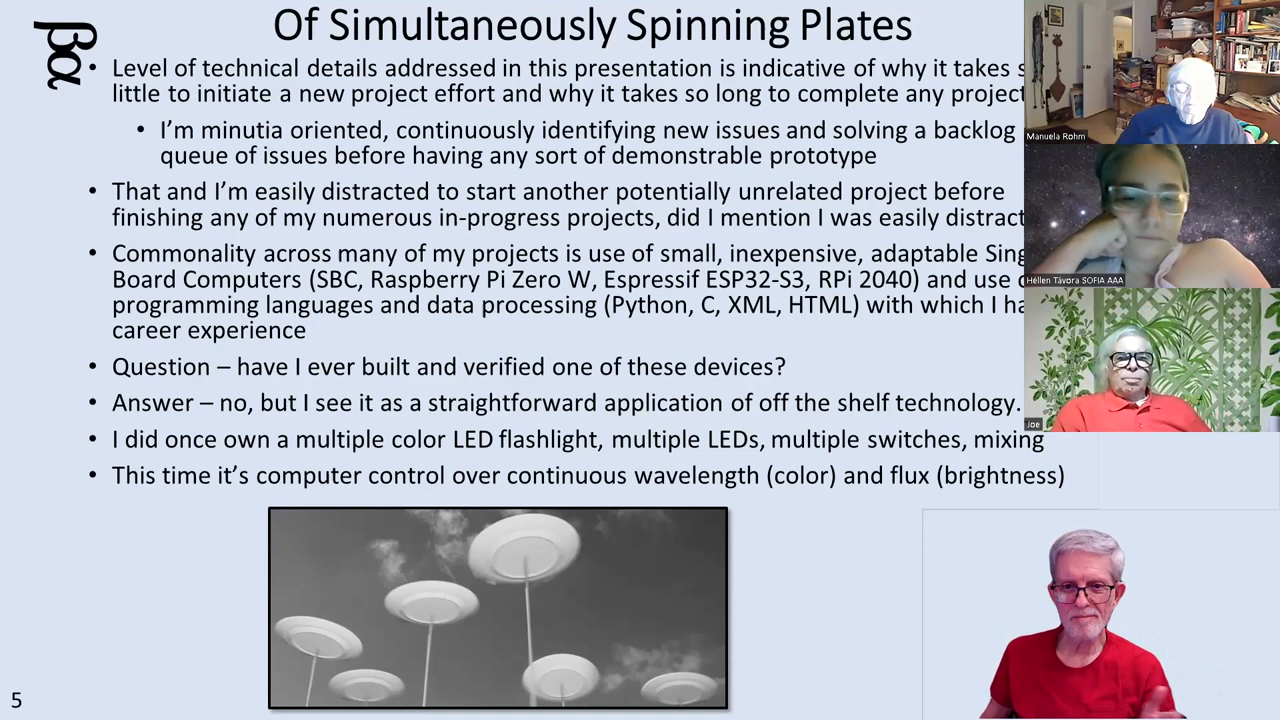 Of Simultaneously Spinning Plates
• Level of technical details addressed in this presentation is indicative of why it takes s
little to initiate a new project effort and why it takes so long to complete any project
• I’m minutia oriented, continuously identifying new issues and solving a backlog
queue of issues before having any sort of demonstrable prototype
• That and I’m easily distracted to start another potentially unrelated project before
finishing any of my numerous in-progress projects, did I mention I was easily distract
• Commonality across many of my projects is use of small, inexpensive, adaptable Sing
Board Computers (SBC, Raspberry Pi Zero W, Espressif ESP32-S3, RPi 2040) and use
programming languages and data processing (Python, C, XML, HTML) with which I ha
career experience
• Question – have I ever built and verified one of these devices?
• Answer – no, but I see it as a straightforward application of off the shelf technology.
• I did once own a multiple color LED flashlight, multiple LEDs, multiple switches, mixing
• This time it’s computer control over continuous wavelength (color) and flux (brightness)
5
Manuela Rohm
Héllen Távora SOFIA AAA
Joe